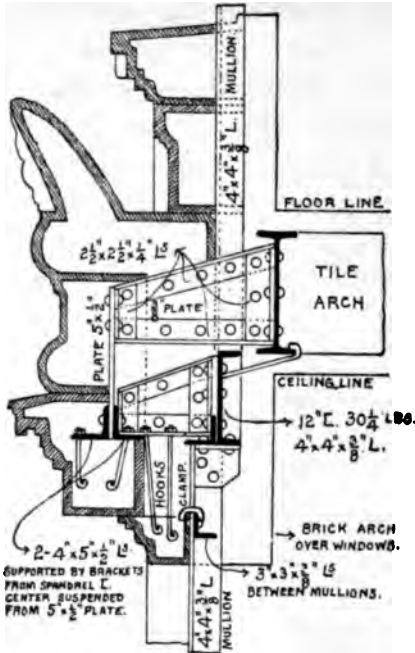 MULLION
4"x4"x3/8" L.
FLOOR LINE
2 1/2"x2 1/2"x1/4" Ls
TILE
ARCH
PLATE
PLATE 5"x1/2"
CEILING LINE
12" [. 30 1/4 LBS.
4"x4"x3/8" L.
HOOKS
CLAMP.
BRICK ARCH
OVER WINDOWS.
2-4"x5"x1/2" Ls
SUPPORTED BY BRACKETS
FROM SPANDREL [.
CENTER SUSPENDED
FROM 5"x1/2" PLATE.
3"x3"x3/8" Ls
BETWEEN MULLIONS.
4"x4"x3/8" L
MULLION